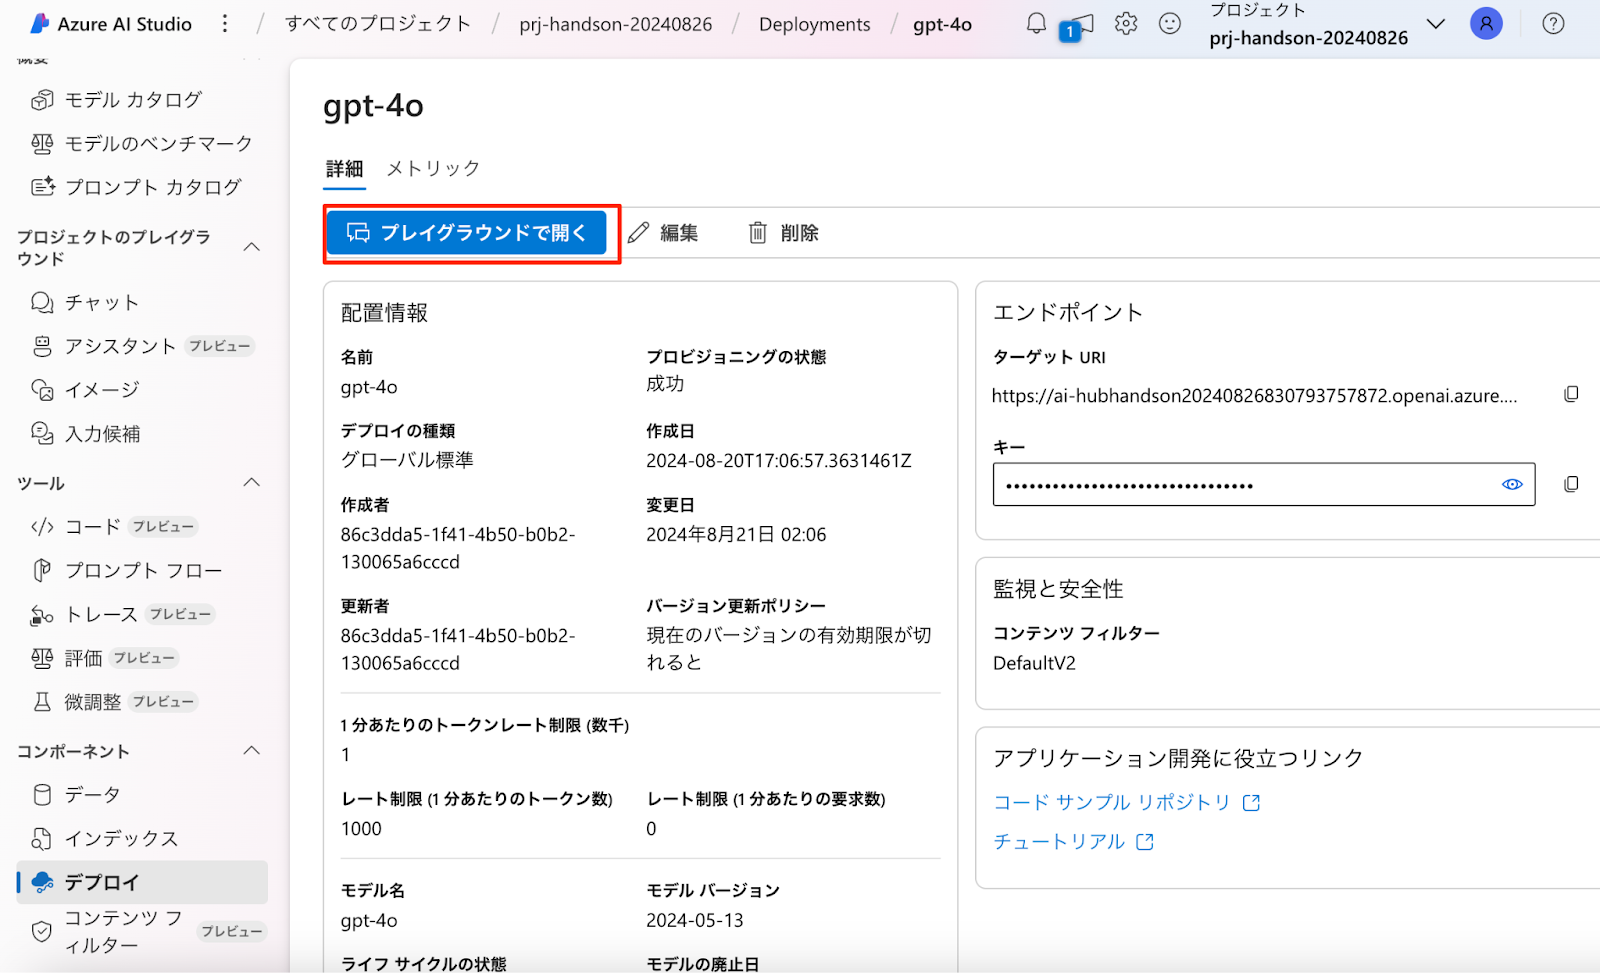 Azure AI Studio
すべてのプロジェクト / prj-handson-20240826 / Deployments / gpt-4o
1
プロジェクト
prj-handson-20240826
概要
モデル カタログ
モデルのベンチマーク
プロンプト カタログ
プロジェクトのプレイグラ
ウンド
チャット
アシスタント プレビュー
イメージ
入力候補
ツール
コード プレビュー
プロンプト フロー
トレース プレビュー
評価 プレビュー
微調整 プレビュー
コンポーネント
データ
インデックス
デプロイ
コンテンツ フ
ィルター プレビュー
gpt-4o
詳細 メトリック
プレイグラウンドで開く 編集 削除
配置情報
名前
gpt-4o
プロビジョニングの状態
成功
デプロイの種類
グローバル標準
作成日
2024-08-20T17:06:57.3631461Z
作成者
86c3dda5-1f41-4b50-b0b2-
130065a6cccd
変更日
2024年8月21日 02:06
更新者
86c3dda5-1f41-4b50-b0b2-
130065a6cccd
バージョン更新ポリシー
現在のバージョンの有効期限が切
れると
1 分あたりのトークンレート制限 (数千)
1
レート制限 (1 分あたりのトークン数)
1000
レート制限 (1 分あたりの要求数)
0
モデル名
gpt-4o
モデル バージョン
2024-05-13
ライフ サイクルの状態
モデルの廃止日
エンドポイント
ターゲット URI
https://ai-hubhandson20240826830793757872.openai.azure....
キー
••••••••••••••••••••••••••••••••
監視と安全性
コンテンツ フィルター
DefaultV2
アプリケーション開発に役立つリンク
コード サンプル リポジトリ
チュートリアル